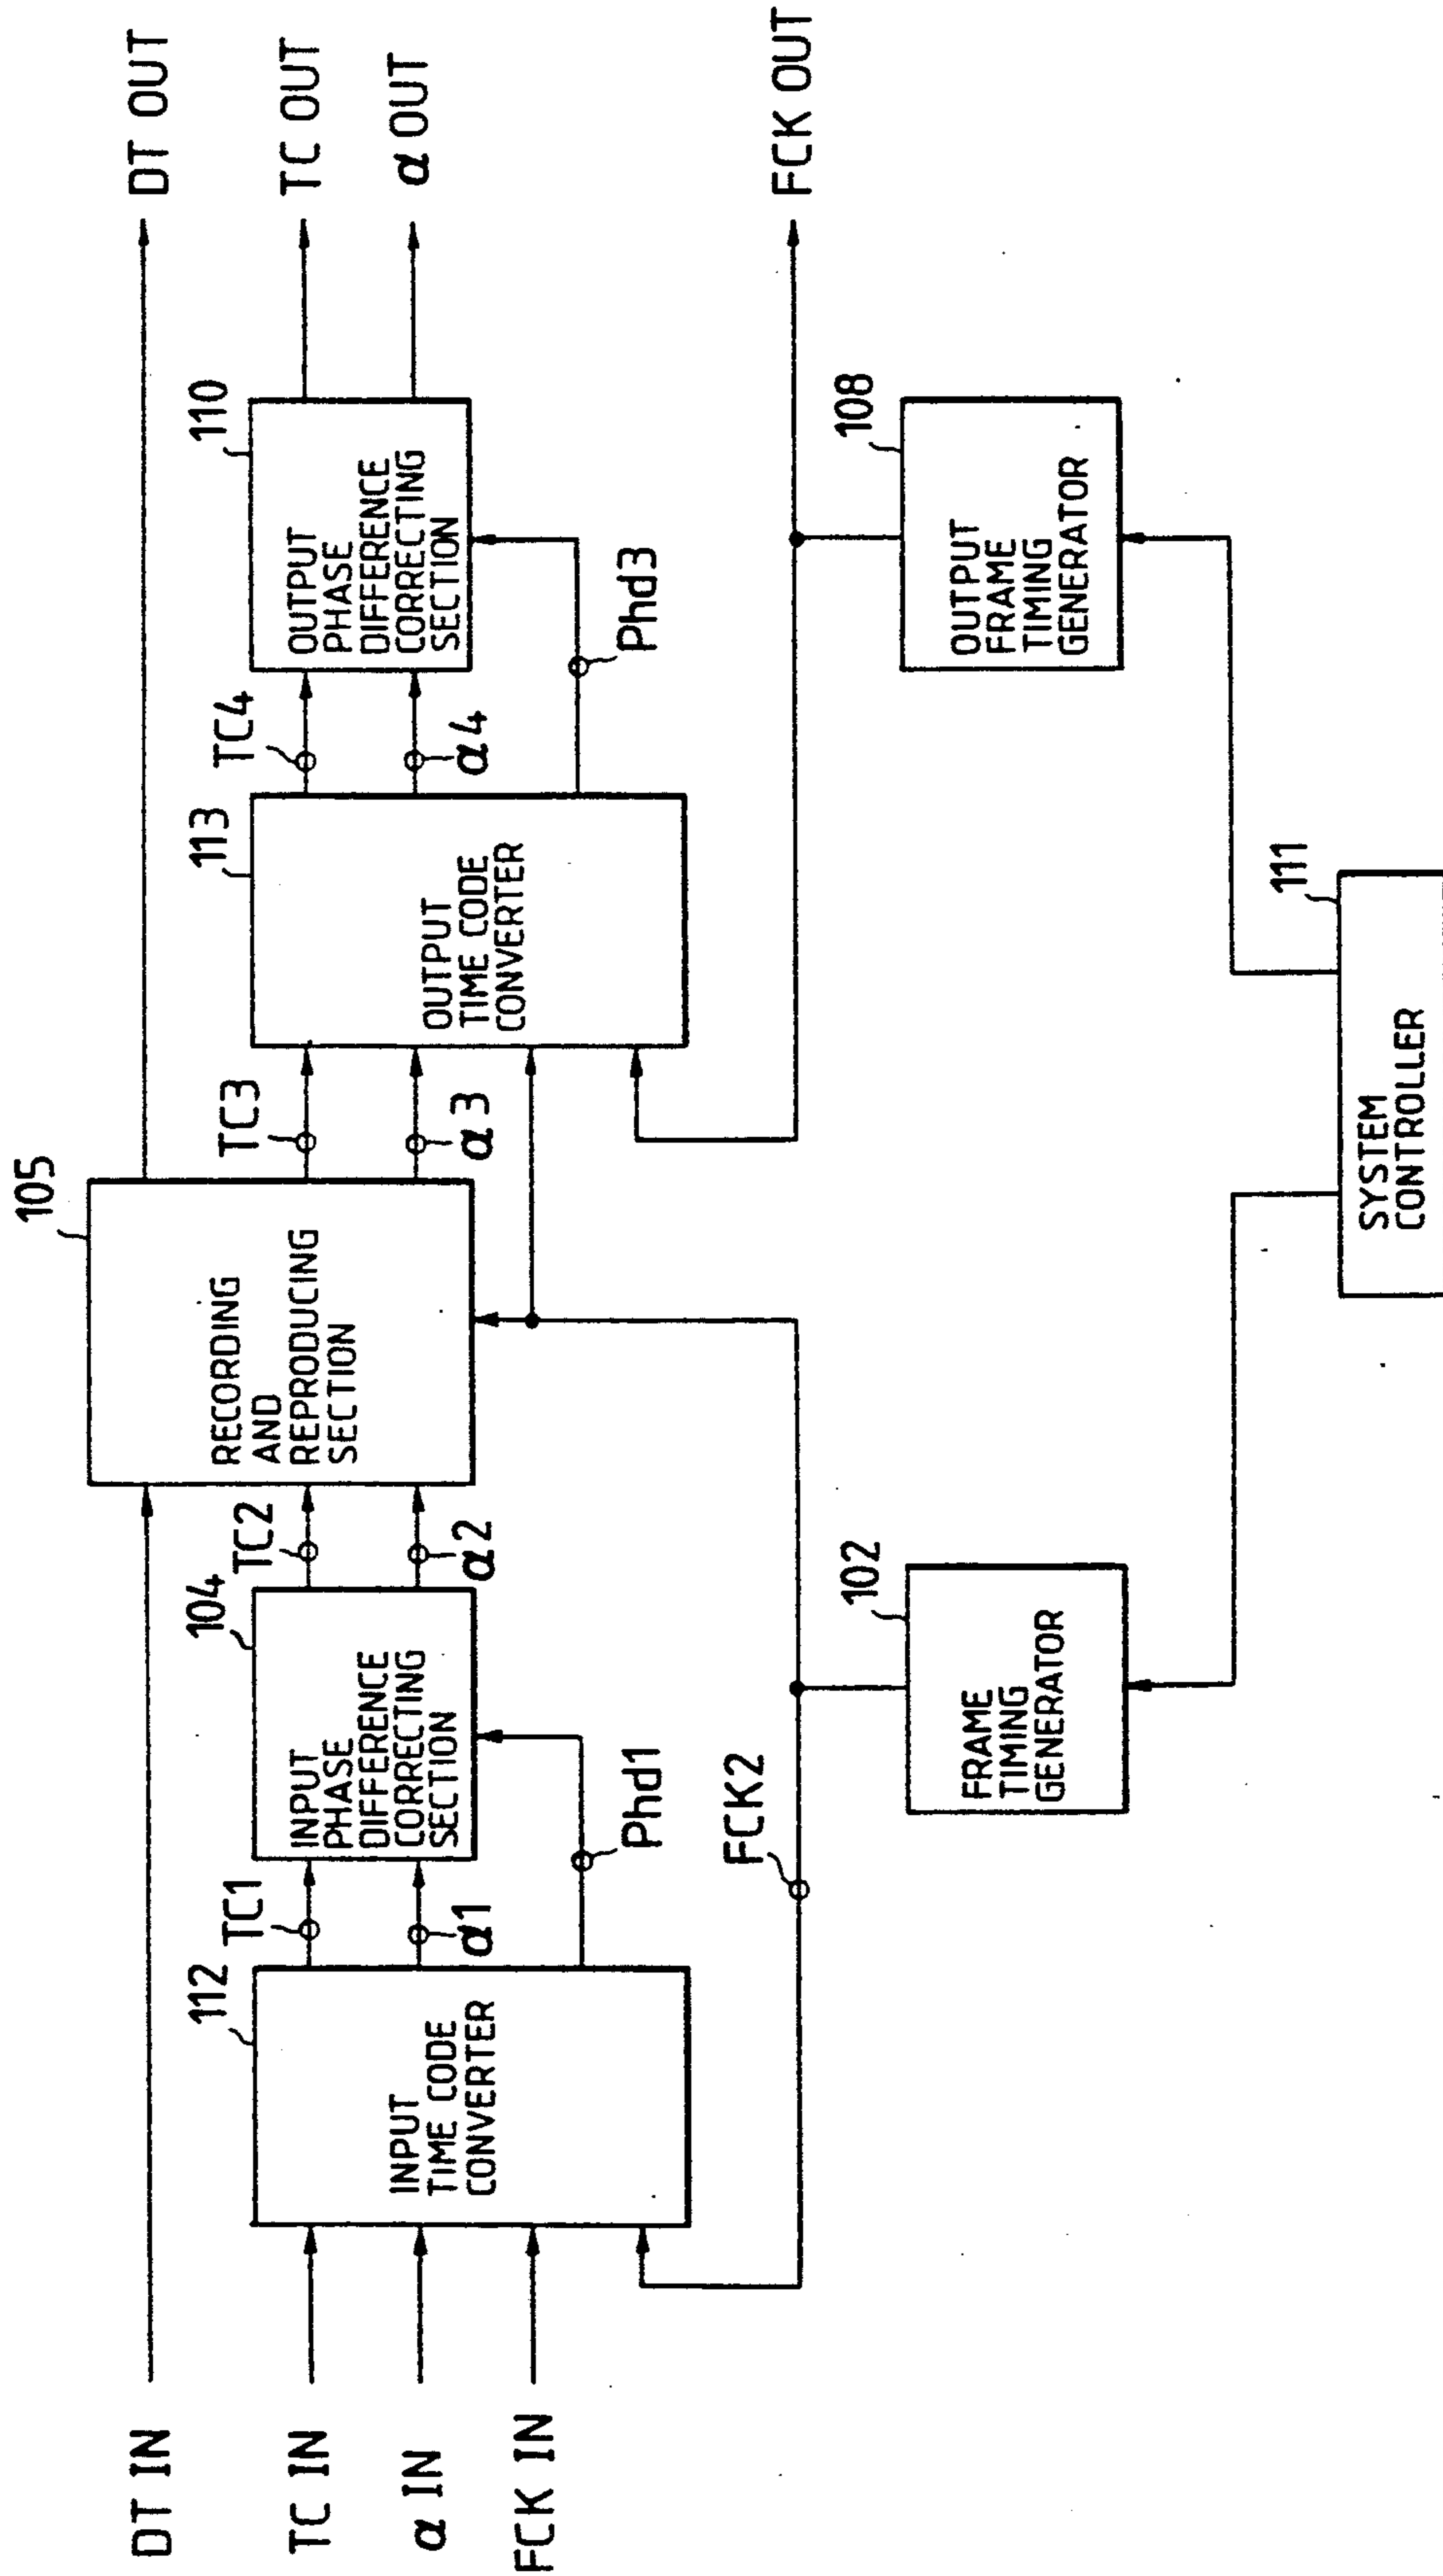 DT IN
TC IN
α IN
FCK IN
112
INPUT
TIME CODE
CONVERTER
TC1
α1
Phd1
104
INPUT
PHASE
DIFFERENCE
CORRECTING
SECTION
TC2
α2
105
RECORDING
AND
REPRODUCING
SECTION
TC3
α3
113
OUTPUT
TIME CODE
CONVERTER
TC4
α4
Phd3
110
OUTPUT
PHASE
DIFFERENCE
CORRECTING
SECTION
DT OUT
TC OUT
α OUT
FCK OUT
FCK2
102
FRAME
TIMING
GENERATOR
108
OUTPUT
FRAME
TIMING
GENERATOR
111
SYSTEM
CONTROLLER